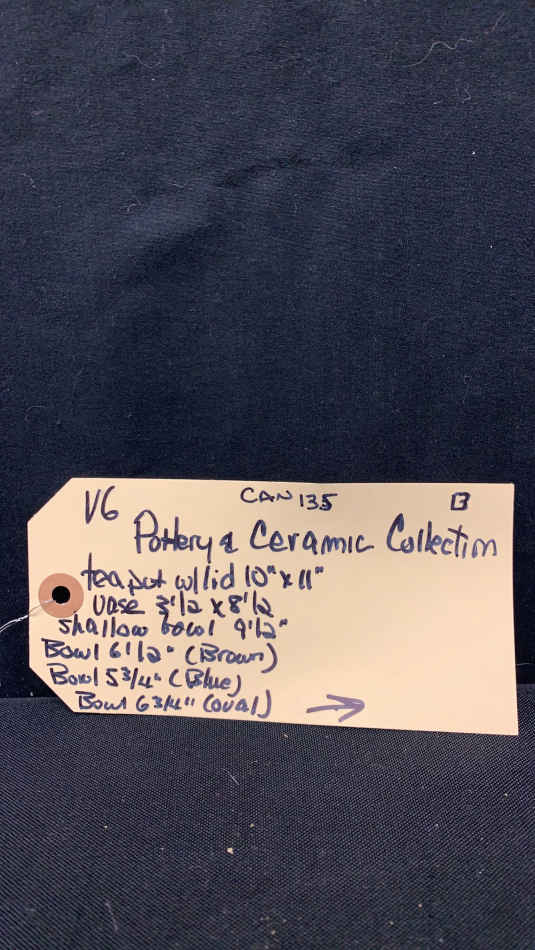 V6 CAN 135 B
Pottery & Ceramic Collection
teapot w/lid 10" x 11"
Vase 3 1/2 x 8 1/2
Shallow bowl 9 1/2"
Bowl 6 1/2" (Brown)
Bowl 5 3/4" (Blue)
Bowl 6 3/4" (oval)